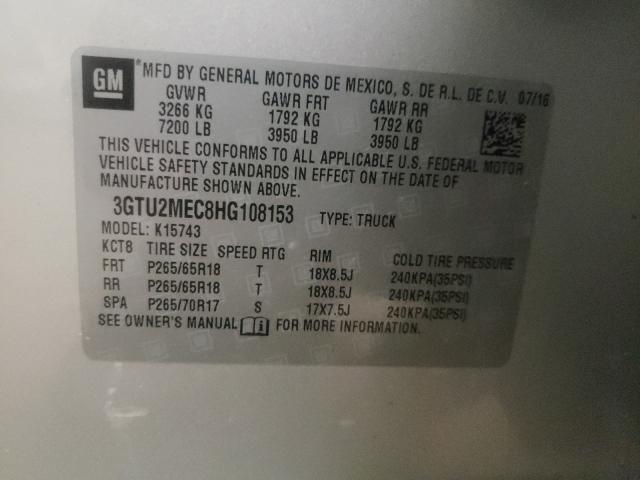 GM *MFD BY GENERAL MOTORS DE MEXICO, S. DE R.L. DE C.V. 07/16
GVWR GAWR FRT GAWR RR
3266 KG 1792 KG 1792 KG
7200 LB 3950 LB 3950 LB
THIS VEHICLE CONFORMS TO ALL APPLICABLE U.S. FEDERAL MOTOR
VEHICLE SAFETY STANDARDS IN EFFECT ON THE DATE OF
MANUFACTURE SHOWN ABOVE.
3GTU2MEC8HG108153 TYPE: TRUCK
MODEL: K15743
KCT8 TIRE SIZE SPEED RTG RIM COLD TIRE PRESSURE
FRT P265/65R18 T 18X8.5J 240KPA(35PSI)
RR P265/65R18 T 18X8.5J 240KPA(35PSI)
SPA P265/70R17 S 17X7.5J 240KPA(35PSI)
SEE OWNER'S MANUAL FOR MORE INFORMATION.